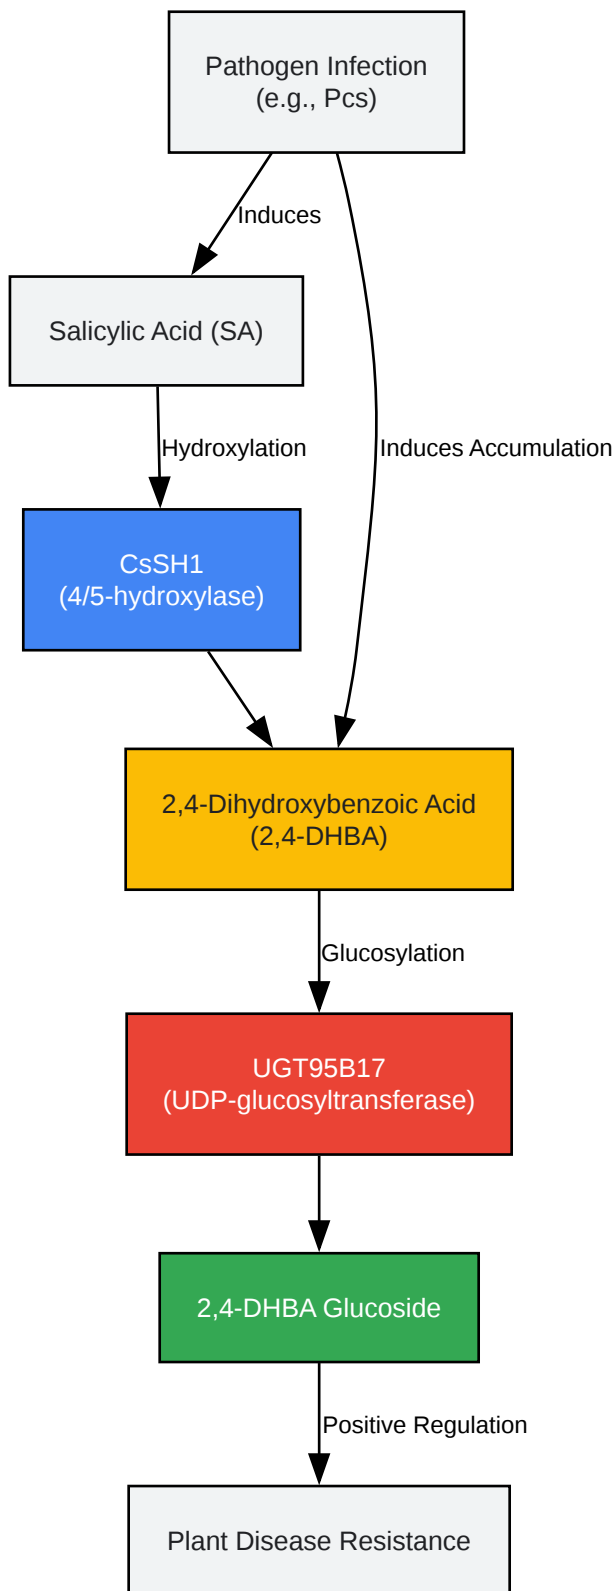 Pathogen Infection
(e.g., Pcs)
Induces
Salicylic Acid (SA)
Hydroxylation
Induces Accumulation
CsSH1
(4/5-hydroxylase)
2,4-Dihydroxybenzoic Acid
(2,4-DHBA)
Glucosylation
UGT95B17
(UDP-glucosyltransferase)
2,4-DHBA Glucoside
Positive Regulation
Plant Disease Resistance